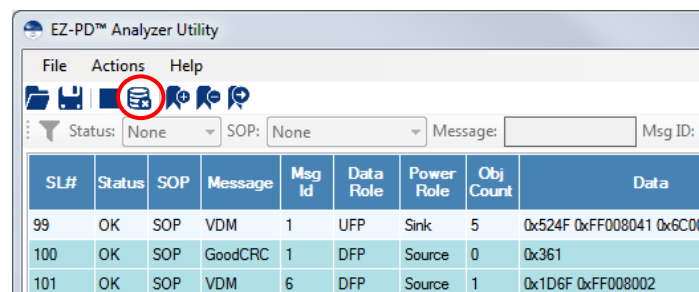 EZ-PD™ Analyzer Utility
File Actions Help
Status: None SOP: None Message: Msg ID:
SL# Status SOP Message Msg Id Data Role Power Role Obj Count Data
99 OK SOP VDM 1 UFP Sink 5 0x524F 0xFF008041 0x6C00
100 OK SOP GoodCRC 1 DFP Source 0 0x361
101 OK SOP VDM 6 DFP Source 1 0x1D6F 0xFF008002